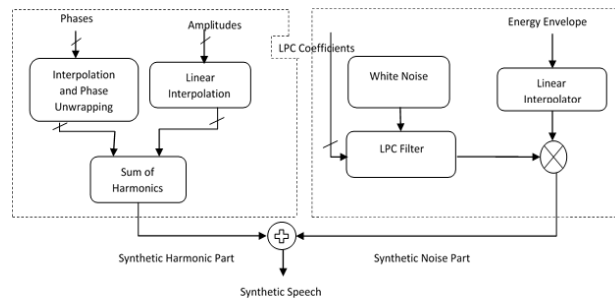 Phases
Amplitudes
Energy Envelope
LPC Coefficients
Interpolation
and Phase
Unwrapping
Linear
Interpolation
White Noise
Linear
Interpolator
LPC Filter
Sum of
Harmonics
Synthetic Harmonic Part
Synthetic Noise Part
Synthetic Speech